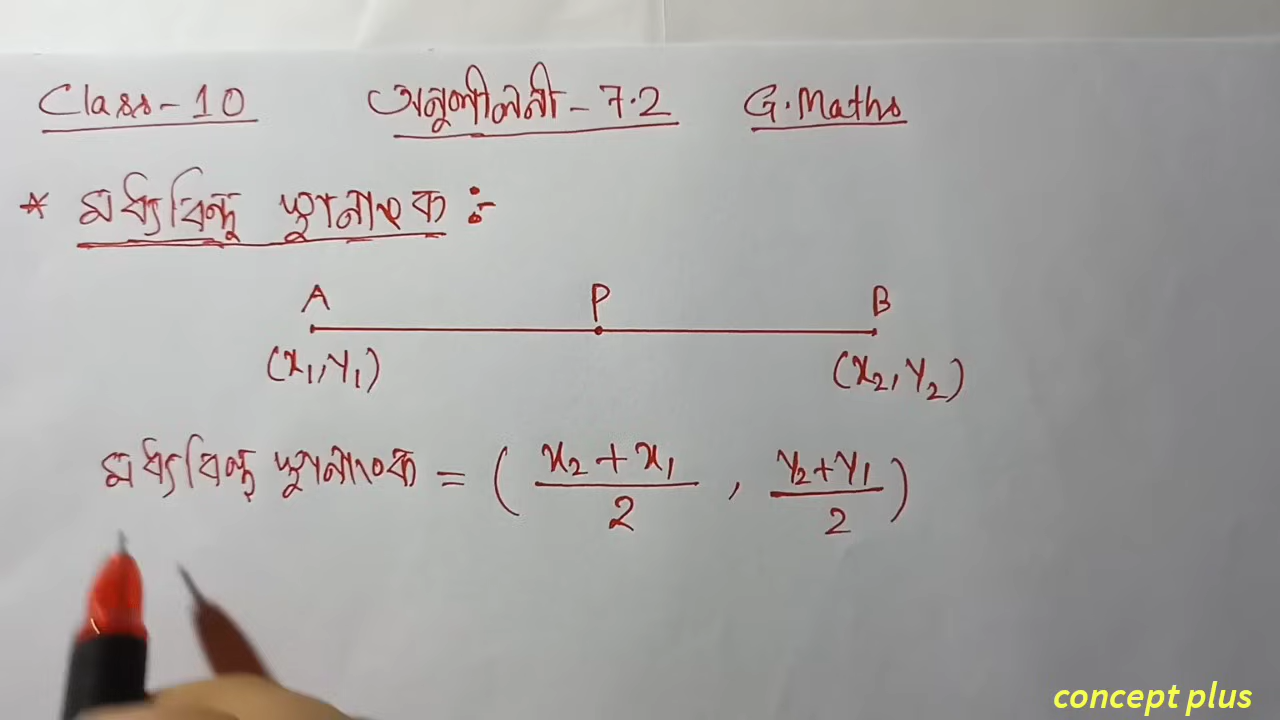 Class-10 অনুশীলনী-7.2 G.Maths
* মধ্যবিন্দু স্থানাংক :-
A P B
(x₁,y₁) (x₂,y₂)
মধ্যবিন্দু স্থানাংক = ( x₂+x₁ / 2 , y₂+y₁ / 2 )
concept plus